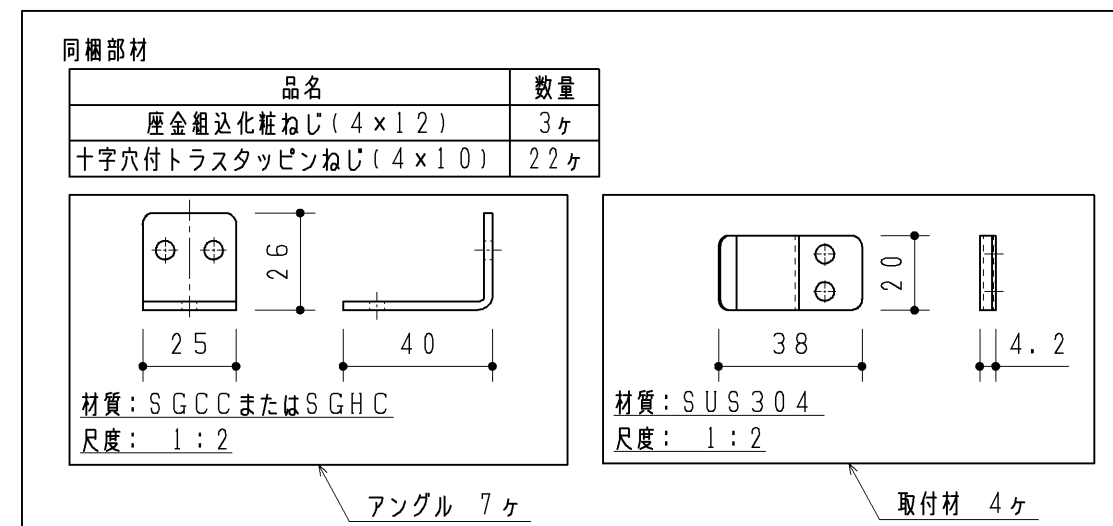 同梱部材
品名 数量
座金組込化粧ねじ(4×12) 3ヶ
十字穴付トラスタッピンねじ(4×10) 22ヶ
26
25
40
材質:SGCCまたはSGHC
尺度: 1:2
アングル 7ヶ
20
38
4.2
材質:SUS304
尺度: 1:2
取付材 4ヶ